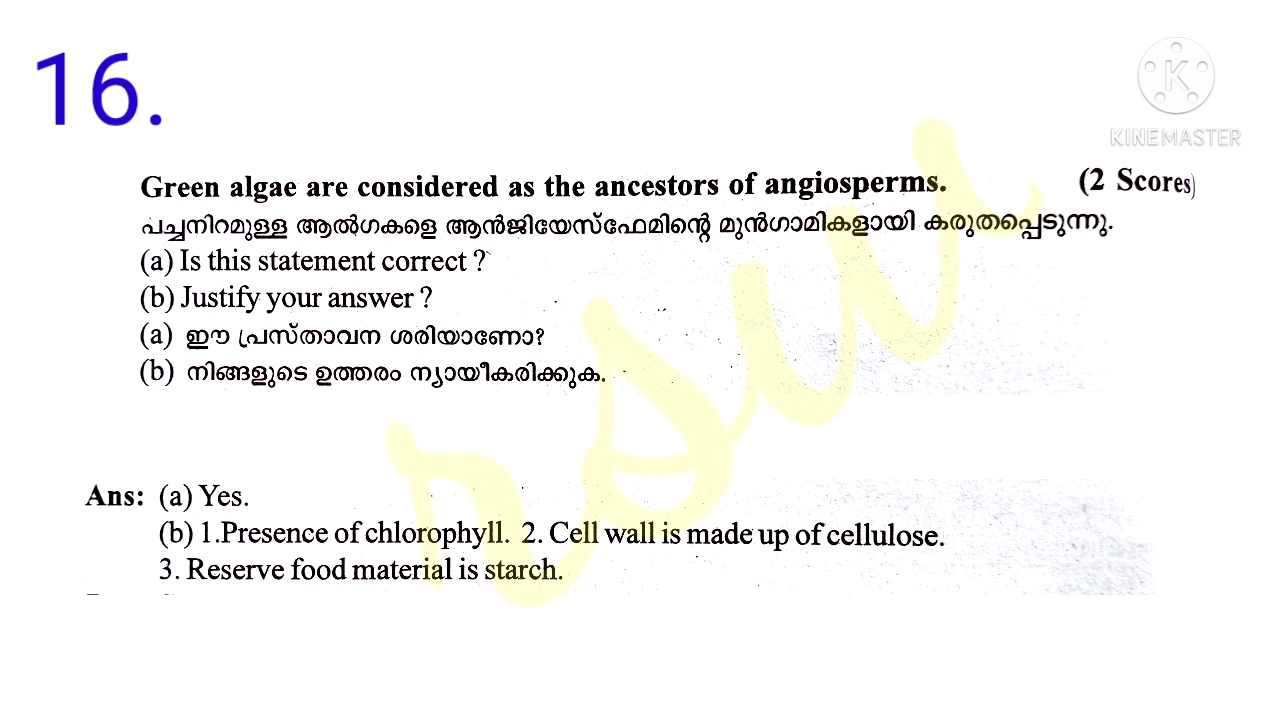 16.
KINEMASTER
Green algae are considered as the ancestors of angiosperms. (2 Scores)
പച്ചനിറമുള്ള ആൽഗകളെ ആൻജിയേസ്ഫേമിന്റെ മുൻഗാമികളായി കരുതപ്പെടുന്നു.
(a) Is this statement correct ?
(b) Justify your answer ?
(a) ഈ പ്രസ്താവന ശരിയാണോ?
(b) നിങ്ങളുടെ ഉത്തരം ന്യായീകരിക്കുക.
rsu
Ans: (a) Yes.
(b) 1.Presence of chlorophyll. 2. Cell wall is made up of cellulose.
3. Reserve food material is starch.